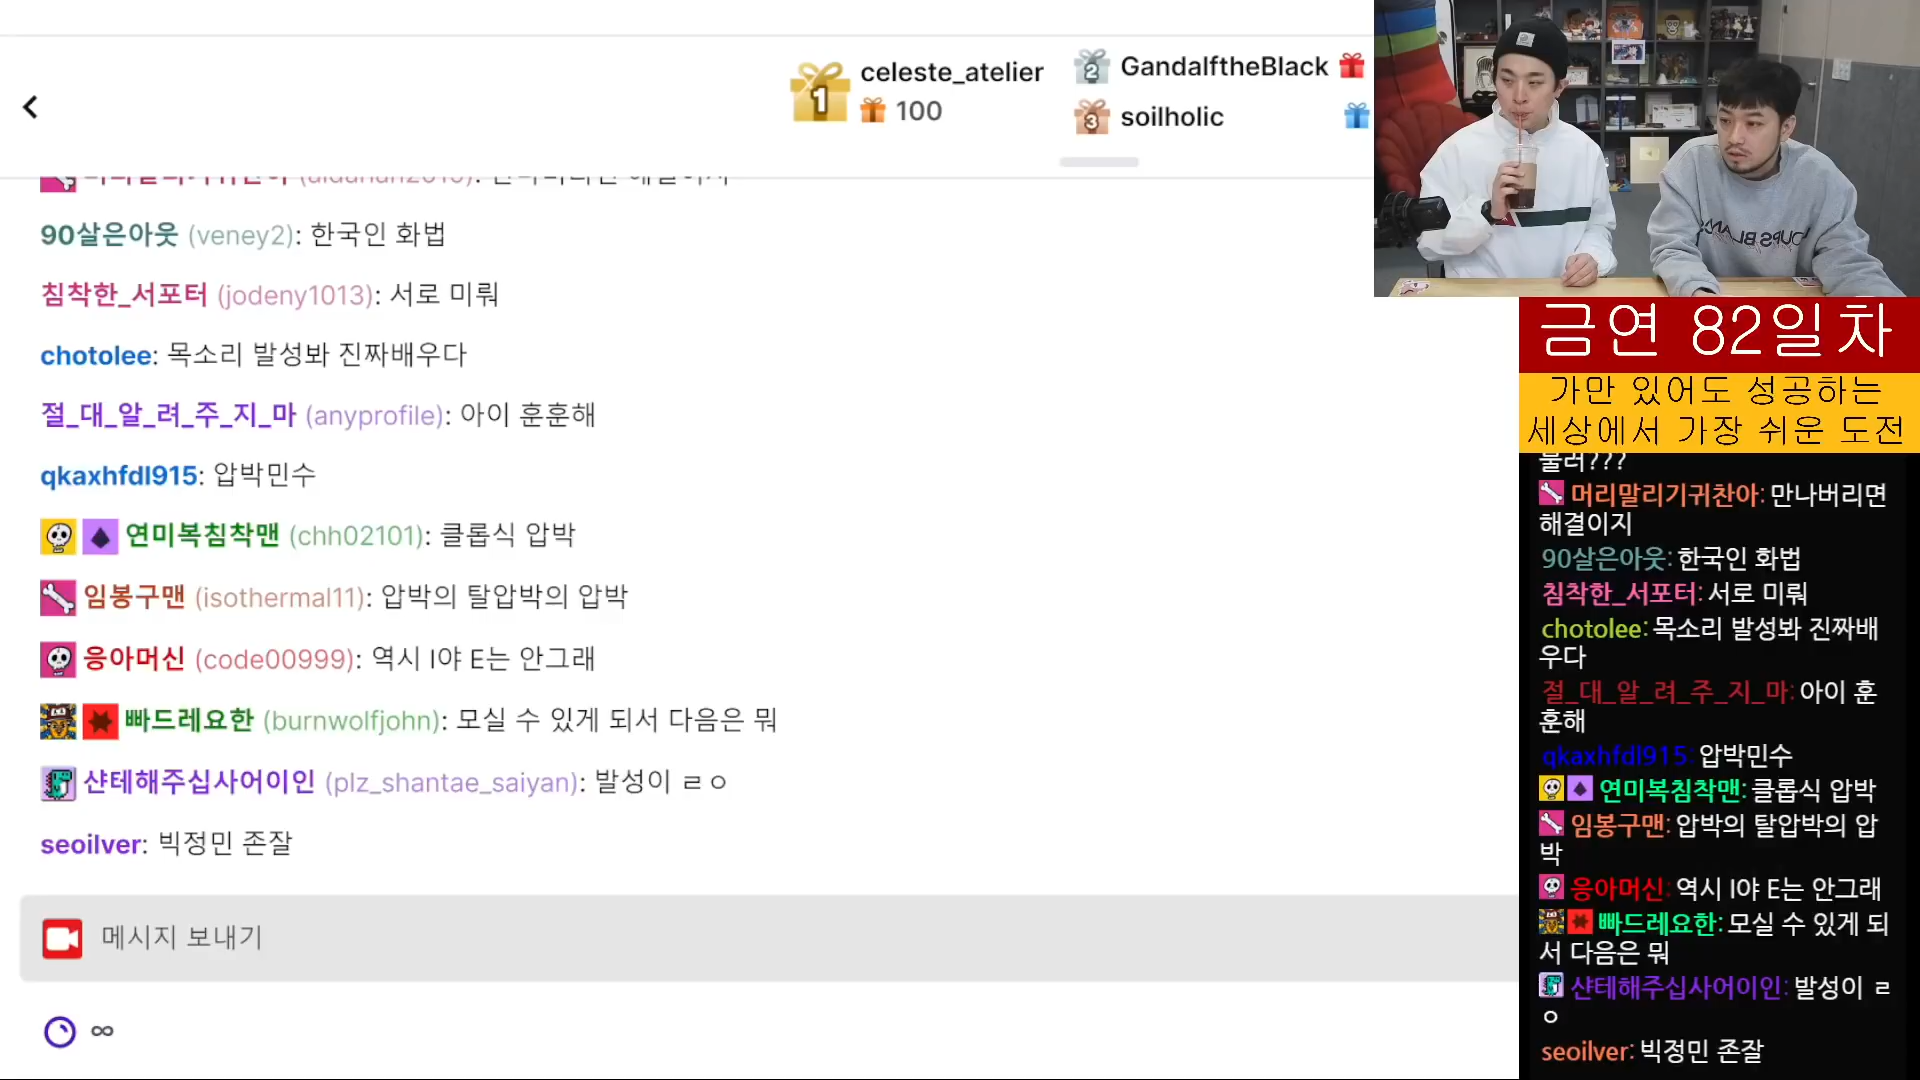 celeste_atelier
100
1
2 GandalftheBlack
3 soilholic
90살은아웃 (veney2): 한국인 화법
침착한_서포터 (jodeny1013): 서로 미뤄
chotolee: 목소리 발성봐 진짜배우다
절_대_알_려_주_지_마 (anyprofile): 아이 훈훈해
qkaxhfdl915: 압박민수
연미복침착맨 (chh02101): 클롭식 압박
임봉구맨 (isothermal11): 압박의 탈압박의 압박
응아머신 (code00999): 역시 I야 E는 안그래
빠드레요한 (burnwolfjohn): 모실 수 있게 되서 다음은 뭐
샨테해주십사어이인 (plz_shantae_saiyan): 발성이 ㄹㅇ
seoilver: 빅정민 존잘
메시지 보내기
∞
금연 82일차
가만 있어도 성공하는
세상에서 가장 쉬운 도전
불러???
머리말리기귀찬아: 만나버리면
해결이지
90살은아웃: 한국인 화법
침착한_서포터: 서로 미뤄
chotolee: 목소리 발성봐 진짜배
우다
절_대_알_려_주_지_마: 아이 훈
훈해
qkaxhfdl915: 압박민수
연미복침착맨: 클롭식 압박
임봉구맨: 압박의 탈압박의 압
박
응아머신: 역시 I야 E는 안그래
빠드레요한: 모실 수 있게 되
서 다음은 뭐
샨테해주십사어이인: 발성이 ㄹ
ㅇ
seoilver: 빅정민 존잘